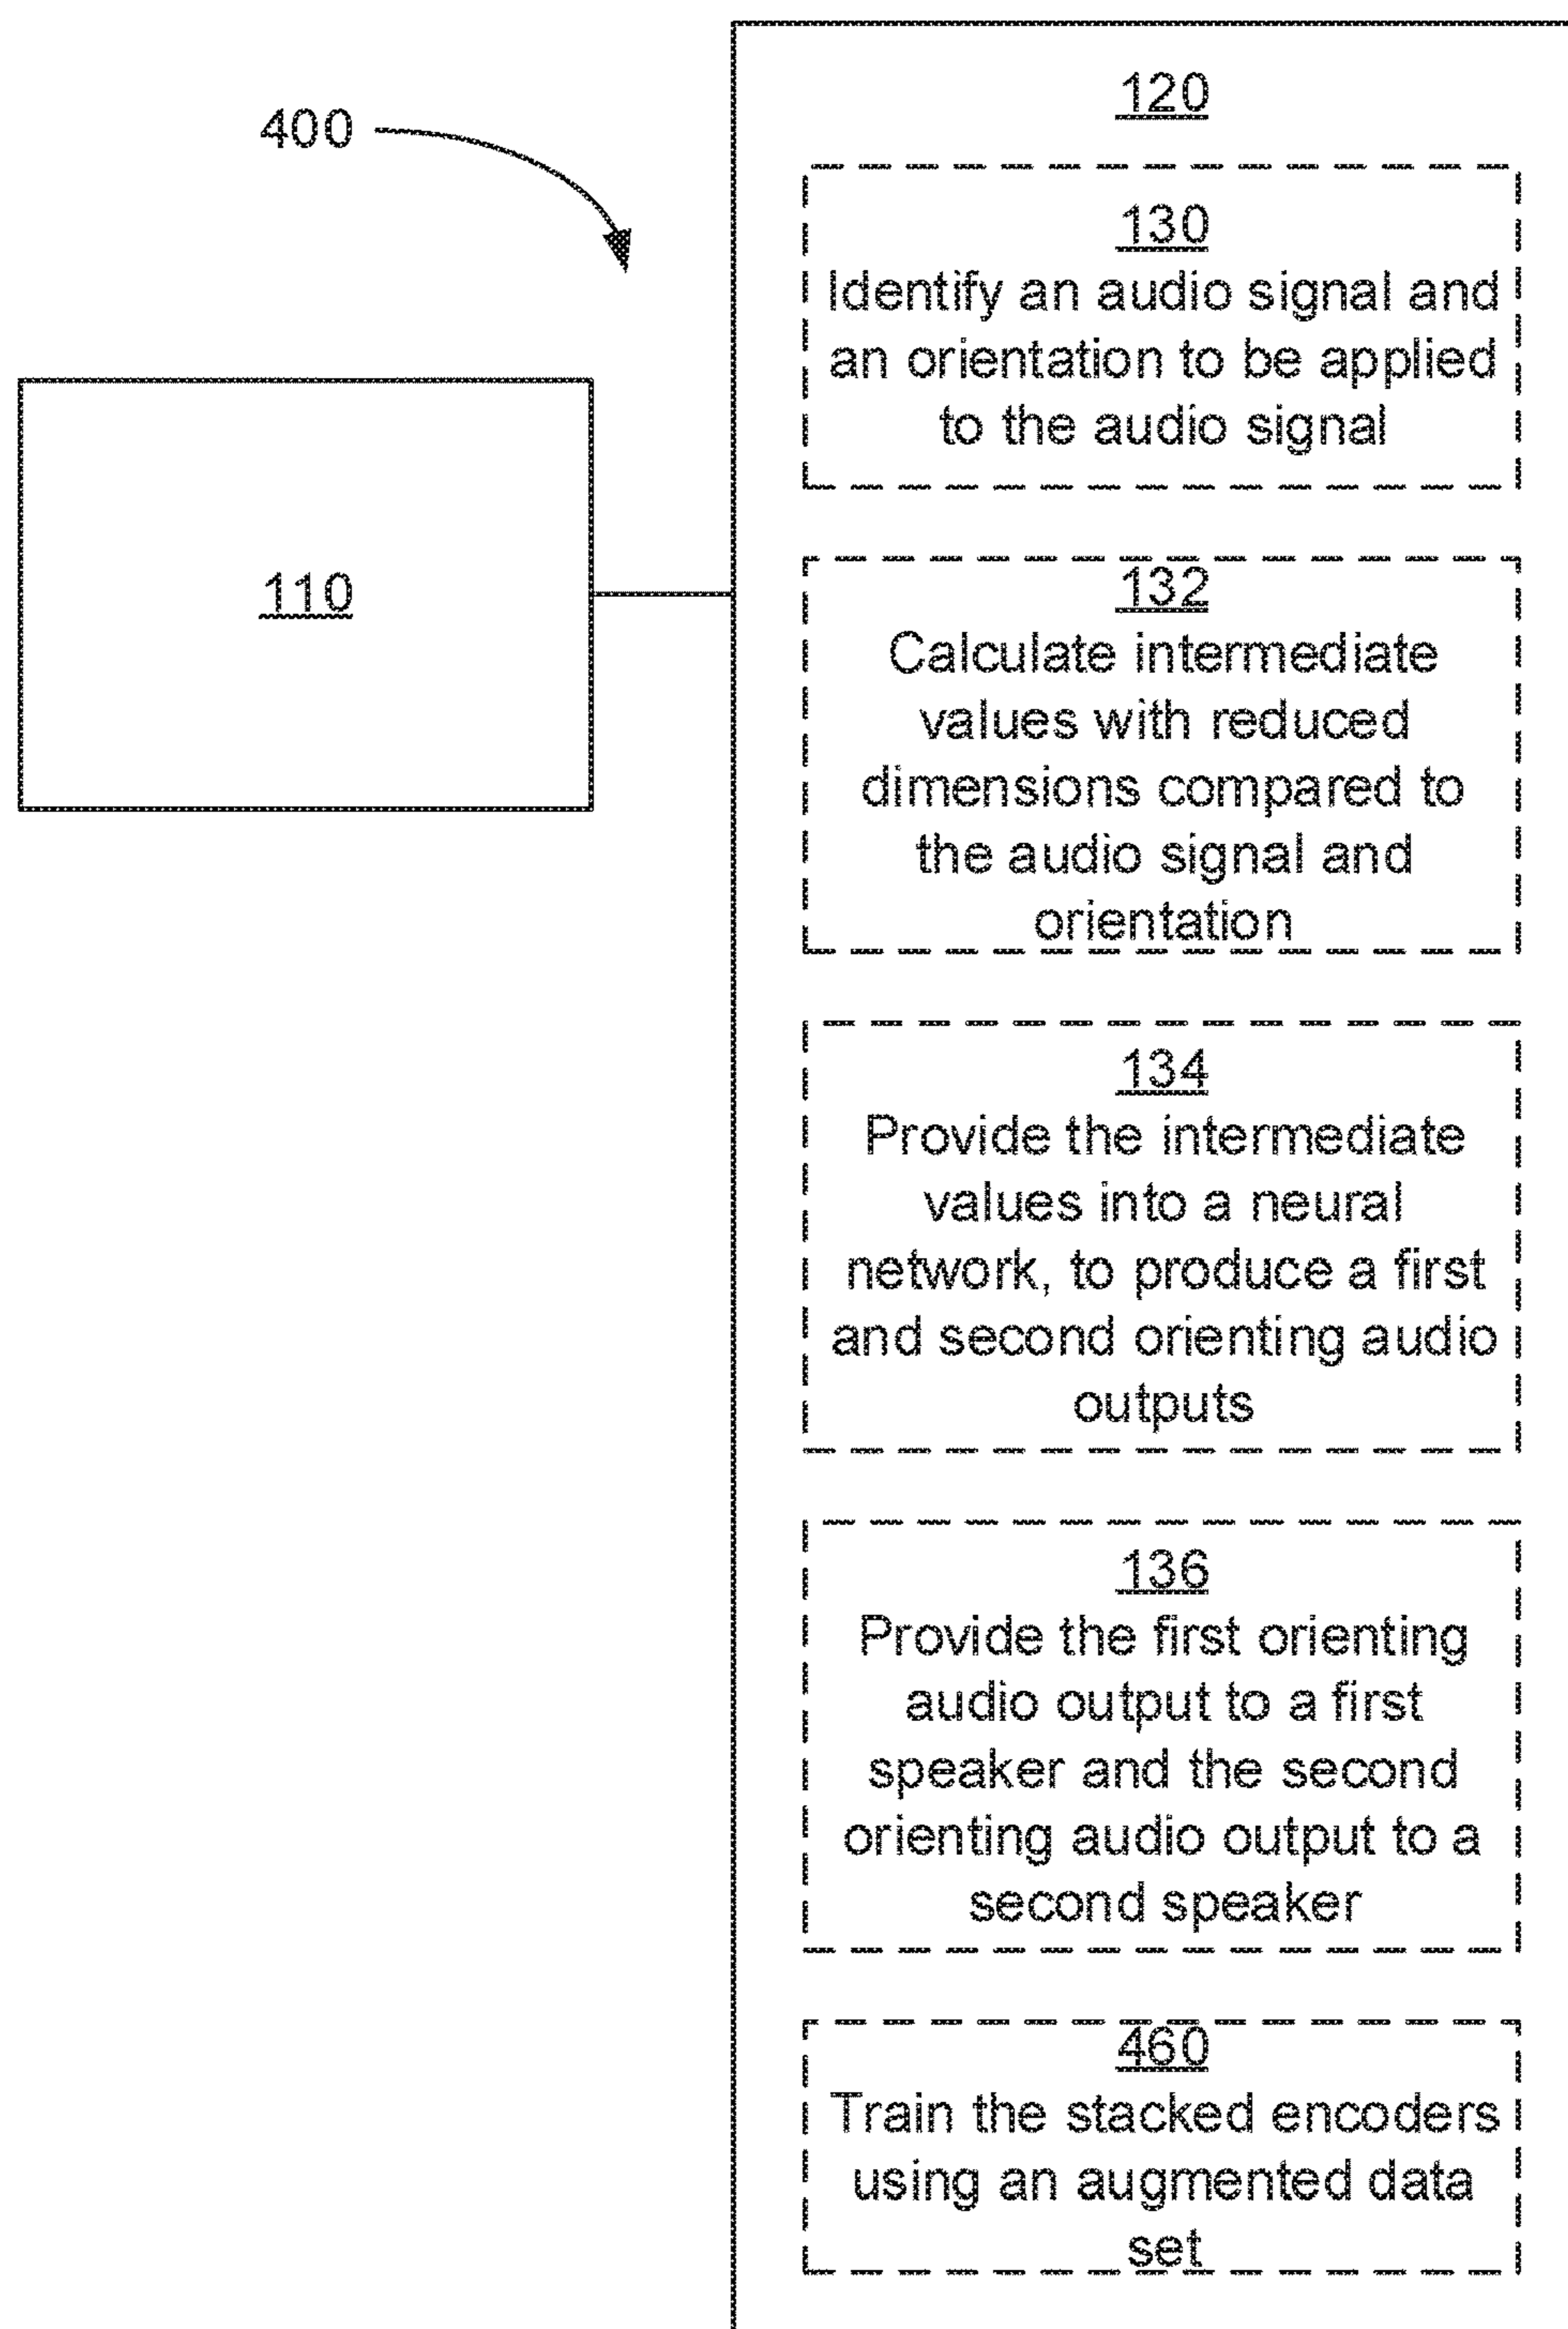 400
110
120
130
Identify an audio signal and
an orientation to be applied
to the audio signal
132
Calculate intermediate
values with reduced
dimensions compared to
the audio signal and
orientation
134
Provide the intermediate
values into a neural
network, to produce a first
and second orienting audio
outputs
136
Provide the first orienting
audio output to a first
speaker and the second
orienting audio output to a
second speaker
460
Train the stacked encoders
using an augmented data
set